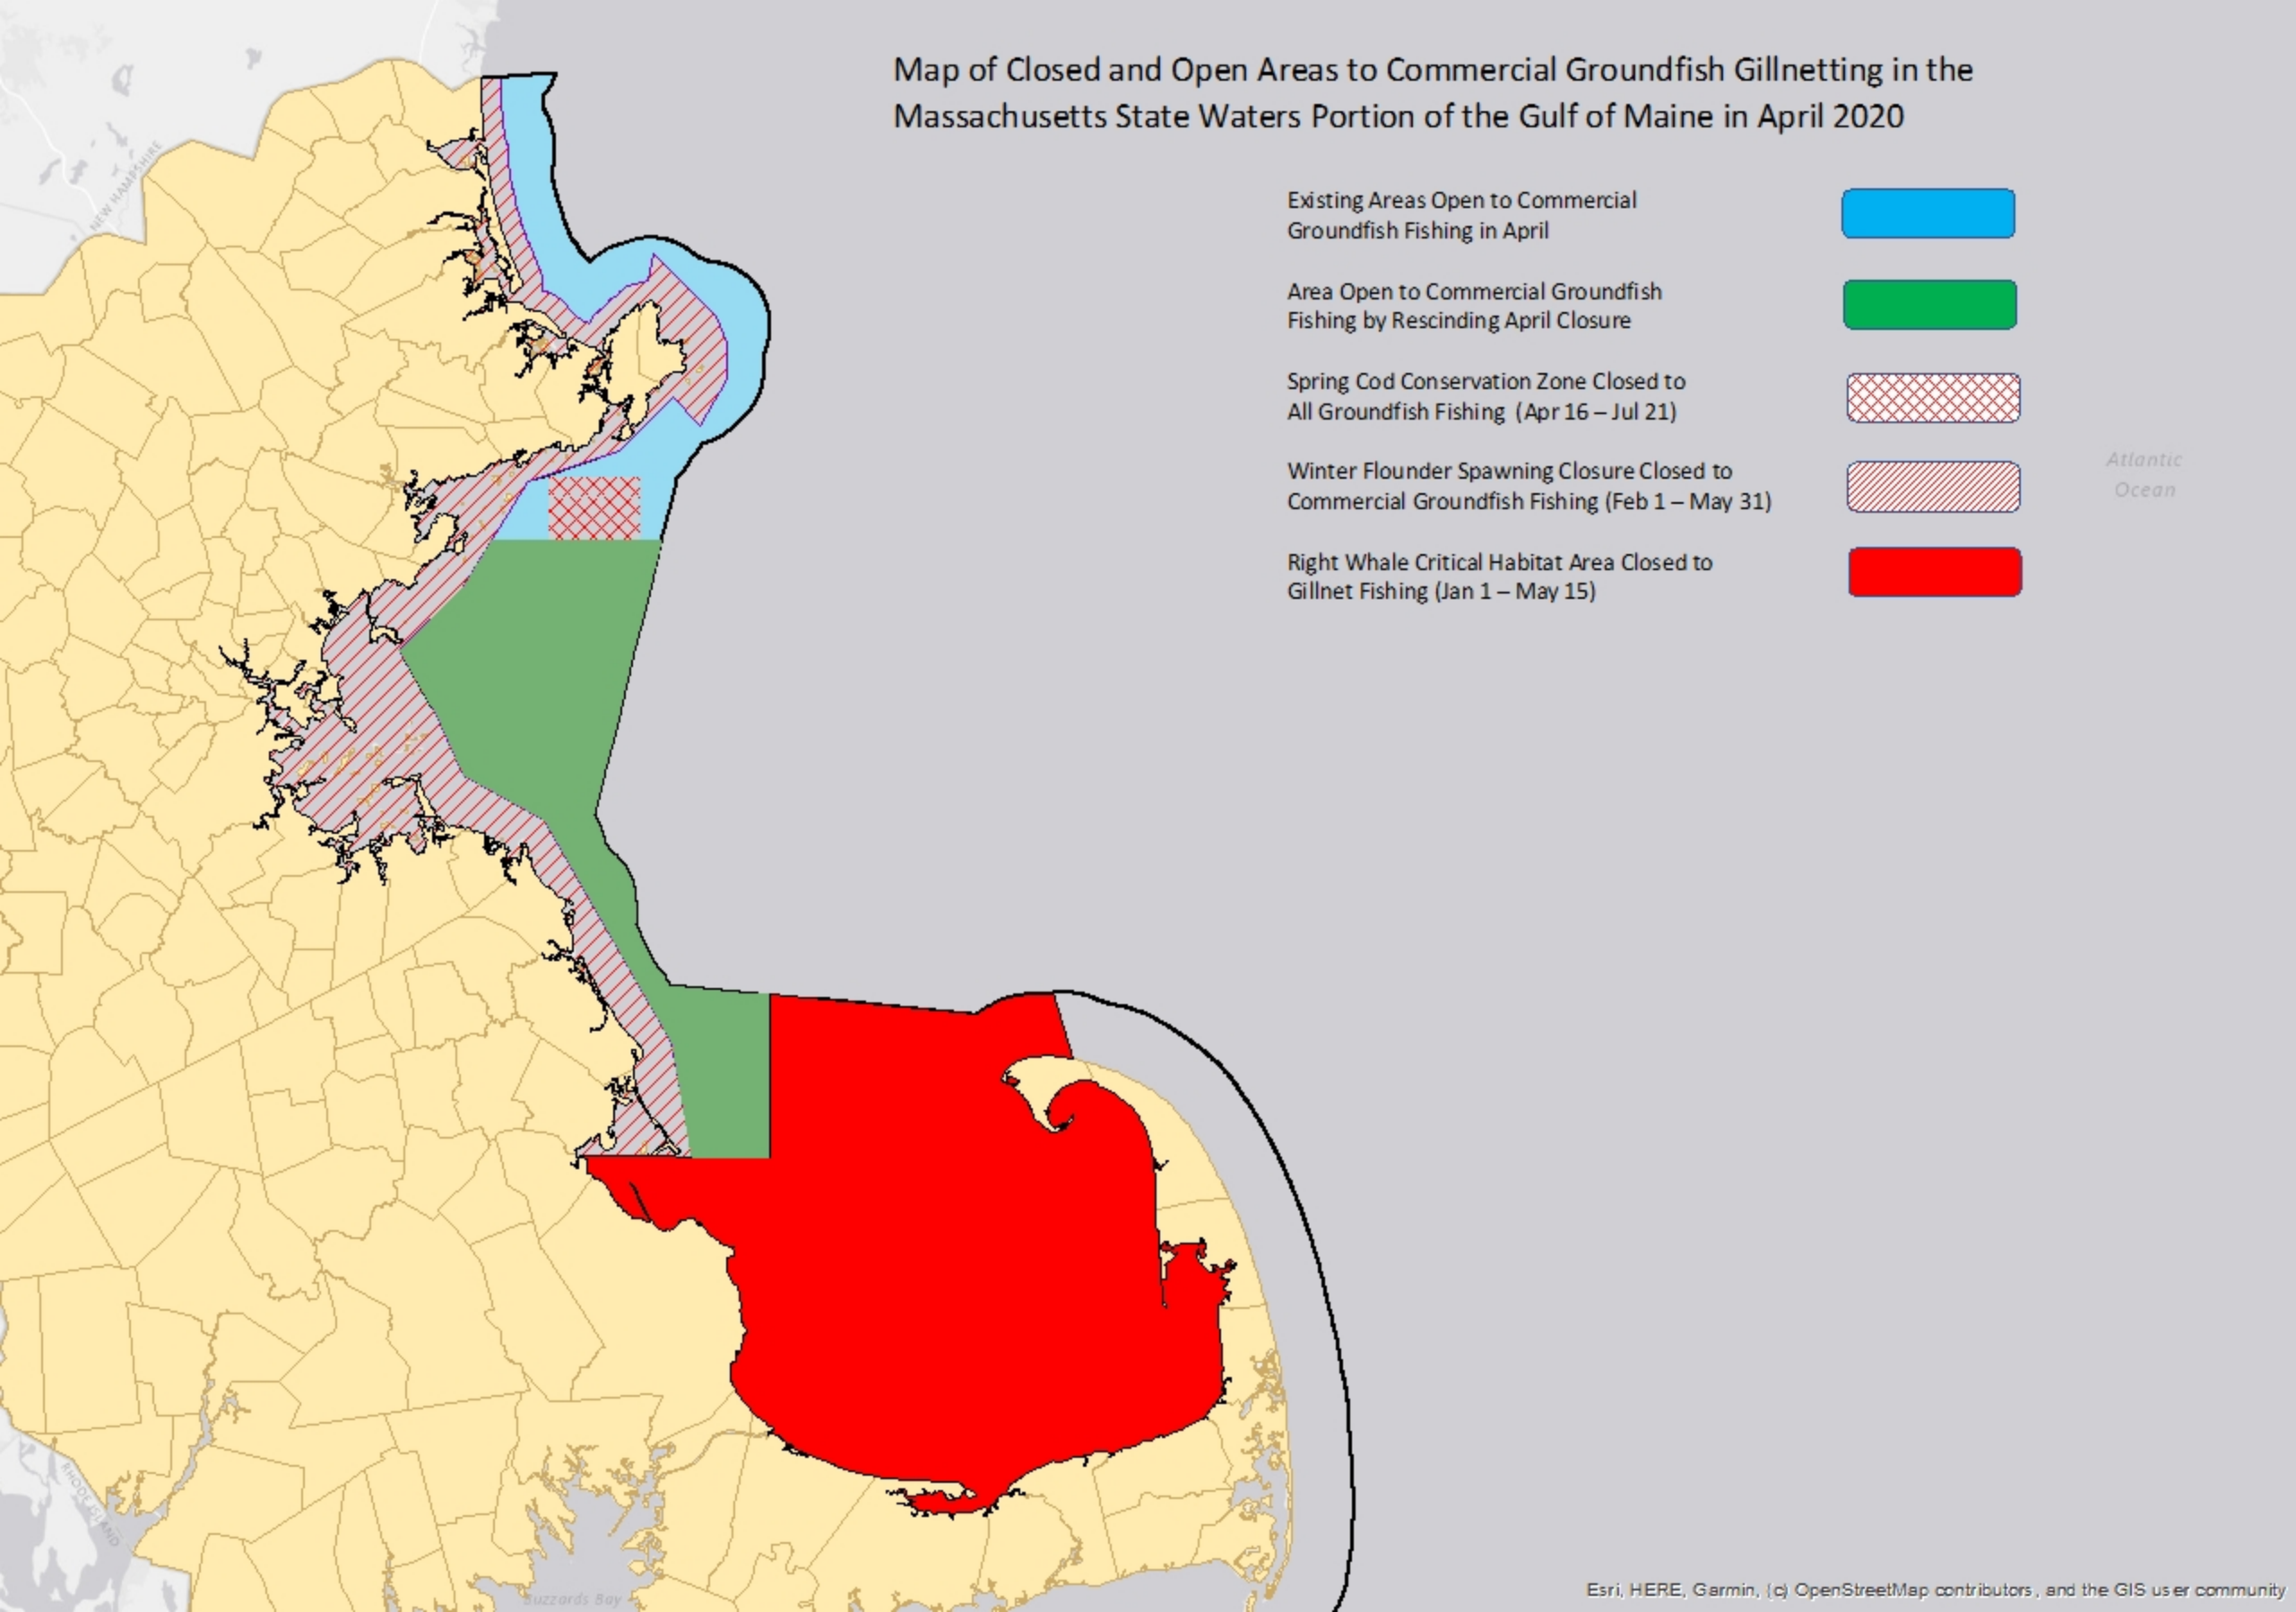 Map of Closed and Open Areas to Commercial Groundfish Gillnetting in the
Massachusetts State Waters Portion of the Gulf of Maine in April 2020
NEW HAMPSHIRE
Existing Areas Open to Commercial
Groundfish Fishing in April
Area Open to Commercial Groundfish
Fishing by Rescinding April Closure
Spring Cod Conservation Zone Closed to
All Groundfish Fishing (Apr 16 – Jul 21)
Winter Flounder Spawning Closure Closed to
Commercial Groundfish Fishing (Feb 1 – May 31)
Right Whale Critical Habitat Area Closed to
Gillnet Fishing (Jan 1 – May 15)
Atlantic
Ocean
RHODE ISLAND
Buzzards Bay
Esri, HERE, Garmin, (c) OpenStreetMap contributors, and the GIS user community